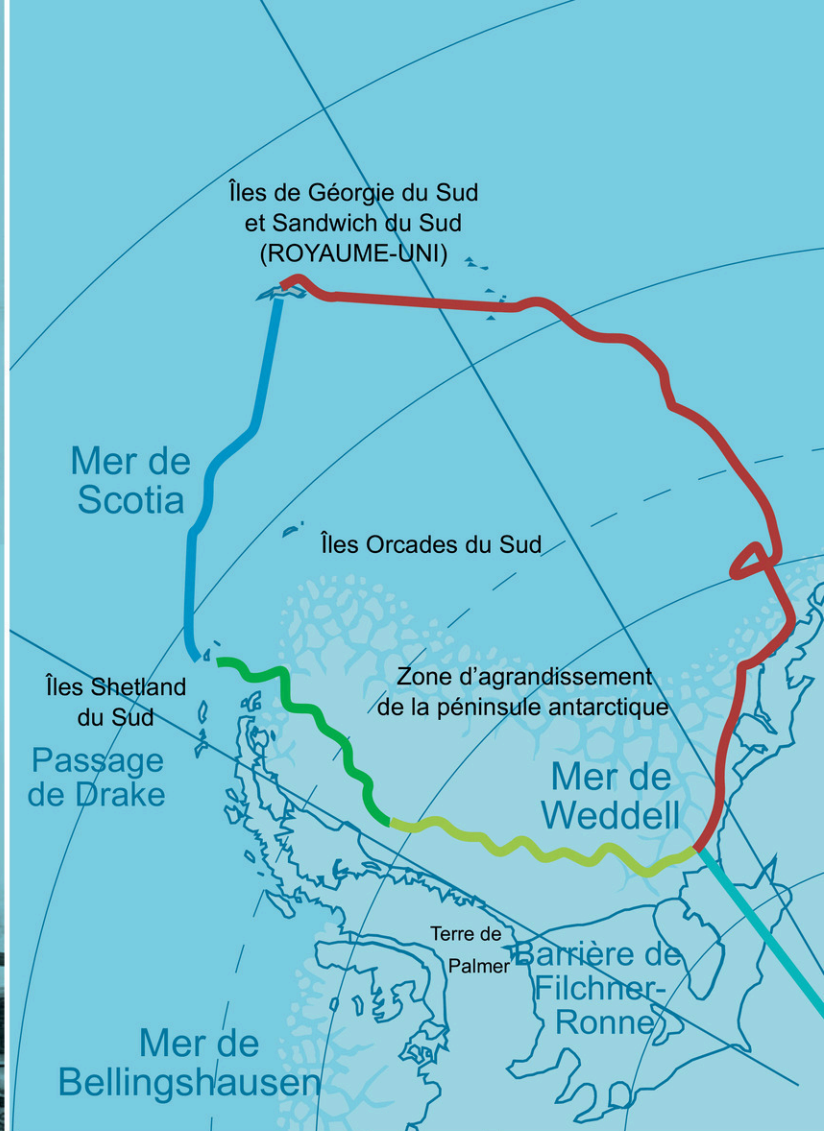 Îles de Géorgie du Sud
et Sandwich du Sud
(ROYAUME-UNI)
Mer de
Scotia
Îles Orcades du Sud
Îles Shetland
du Sud
Zone d’agrandissement
de la péninsule antarctique
Passage
de Drake
Mer de
Weddell
Terre de
Palmer
Barrière de
Filchner-
Ronne
Mer de
Bellingshausen